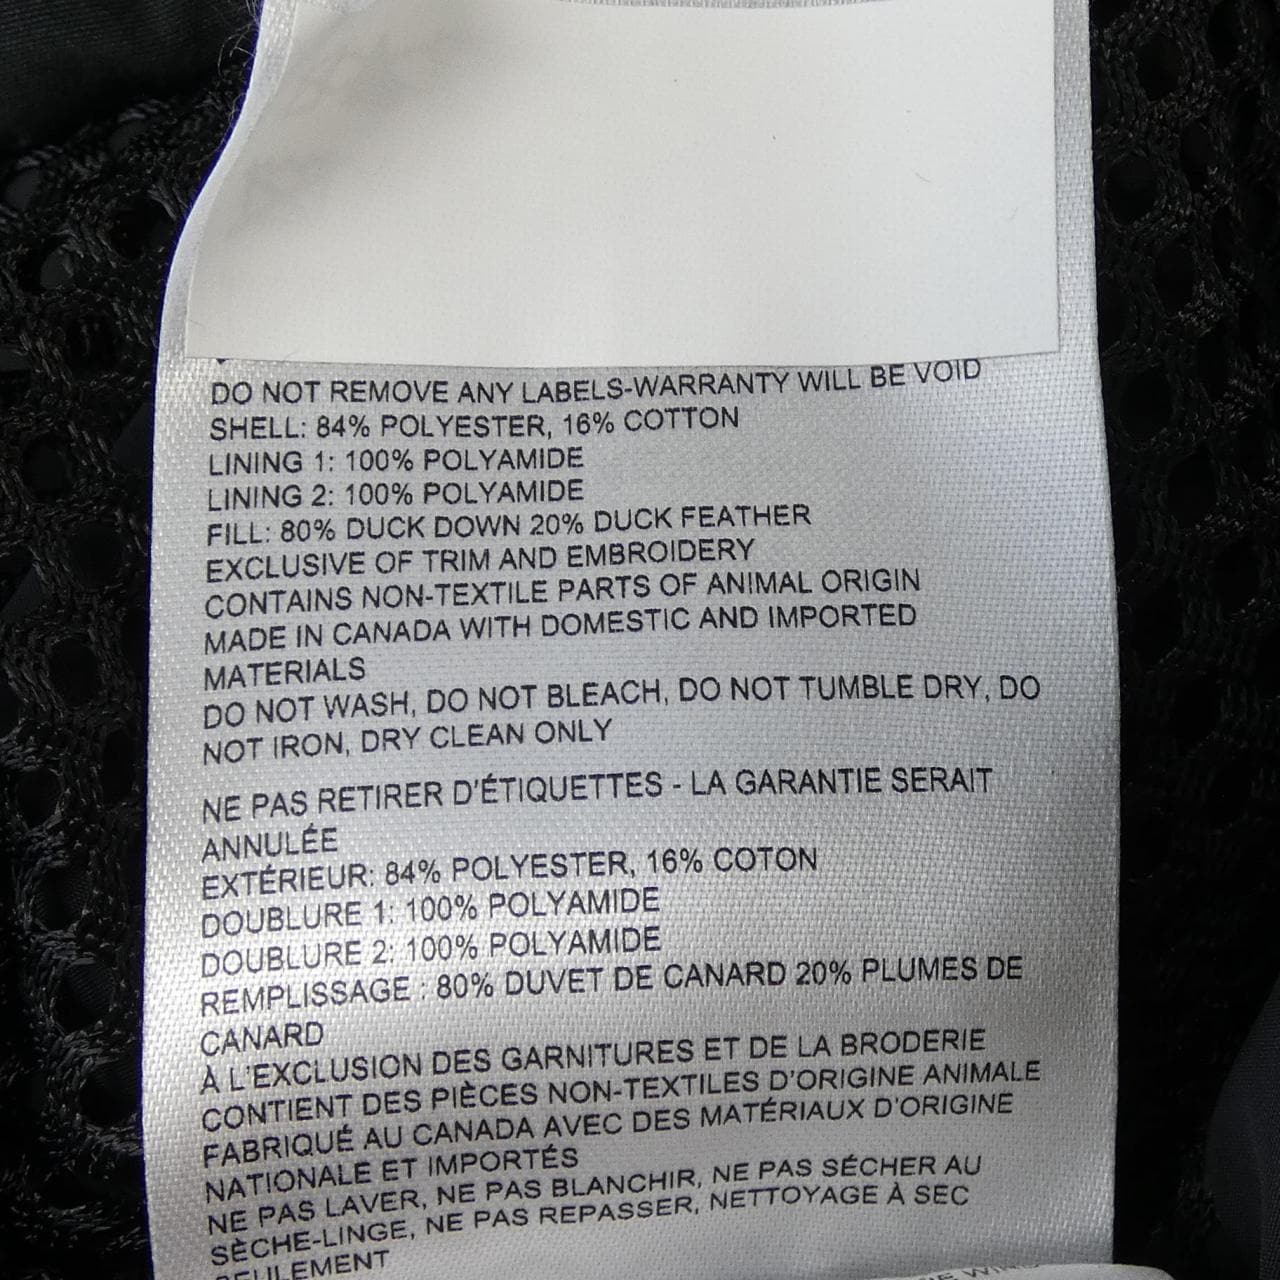 DO NOT REMOVE ANY LABELS-WARRANTY WILL BE VOID
SHELL: 84% POLYESTER, 16% COTTON
LINING 1: 100% POLYAMIDE
LINING 2: 100% POLYAMIDE
FILL: 80% DUCK DOWN 20% DUCK FEATHER
EXCLUSIVE OF TRIM AND EMBROIDERY
CONTAINS NON-TEXTILE PARTS OF ANIMAL ORIGIN
MADE IN CANADA WITH DOMESTIC AND IMPORTED
MATERIALS
DO NOT WASH, DO NOT BLEACH, DO NOT TUMBLE DRY, DO
NOT IRON, DRY CLEAN ONLY
NE PAS RETIRER D'ÉTIQUETTES - LA GARANTIE SERAIT
ANNULÉE
EXTÉRIEUR: 84% POLYESTER, 16% COTON
DOUBLURE 1: 100% POLYAMIDE
DOUBLURE 2: 100% POLYAMIDE
REMPLISSAGE : 80% DUVET DE CANARD 20% PLUMES DE
CANARD
À L'EXCLUSION DES GARNITURES ET DE LA BRODERIE
CONTIENT DES PIÈCES NON-TEXTILES D'ORIGINE ANIMALE
FABRIQUÉ AU CANADA AVEC DES MATÉRIAUX D'ORIGINE
NATIONALE ET IMPORTÉS
NE PAS LAVER, NE PAS BLANCHIR, NE PAS SÉCHER AU
SÈCHE-LINGE, NE PAS REPASSER, NETTOYAGE À SEC
SEULEMENT